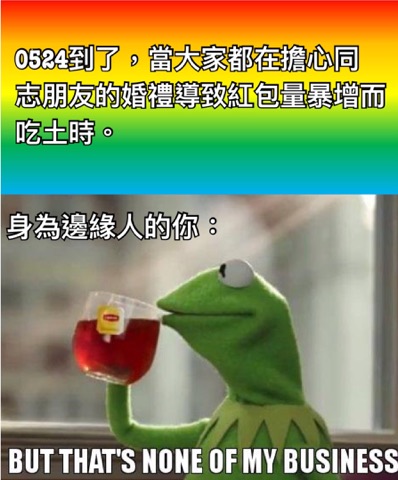 0524到了，當大家都在擔心同
志朋友的婚禮導致紅包量暴增而
吃土時。
身為邊緣人的你：
Lipton
BUT THAT'S NONE OF MY BUSINESS